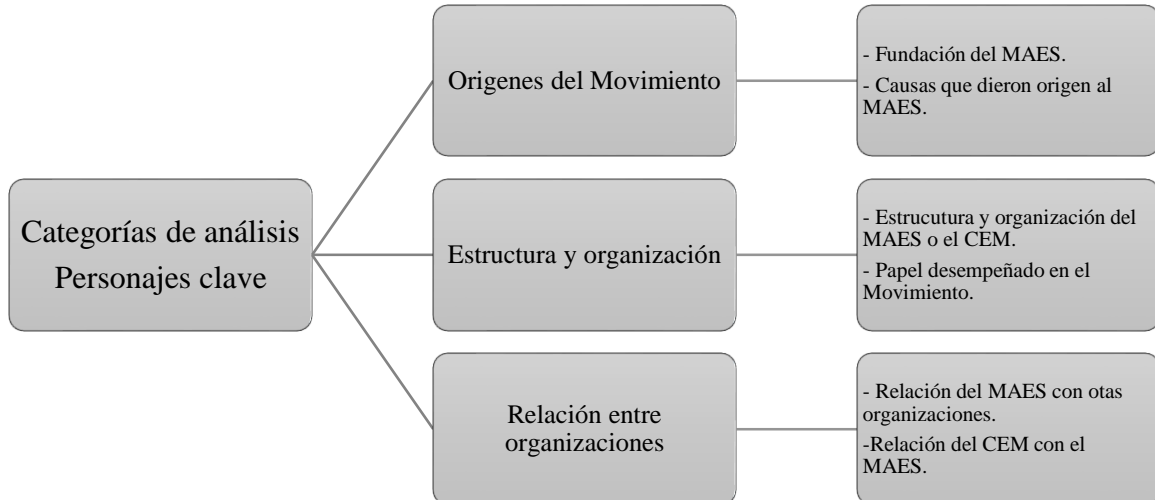 Categorías de análisis
Personajes clave
Origenes del Movimiento
- Fundación del MAES.
- Causas que dieron origen al
MAES.
Estructura y organización
- Estrucutura y organización del
MAES o el CEM.
- Papel desempeñado en el
Movimiento.
Relación entre
organizaciones
- Relación del MAES con otas
organizaciones.
-Relación del CEM con el
MAES.